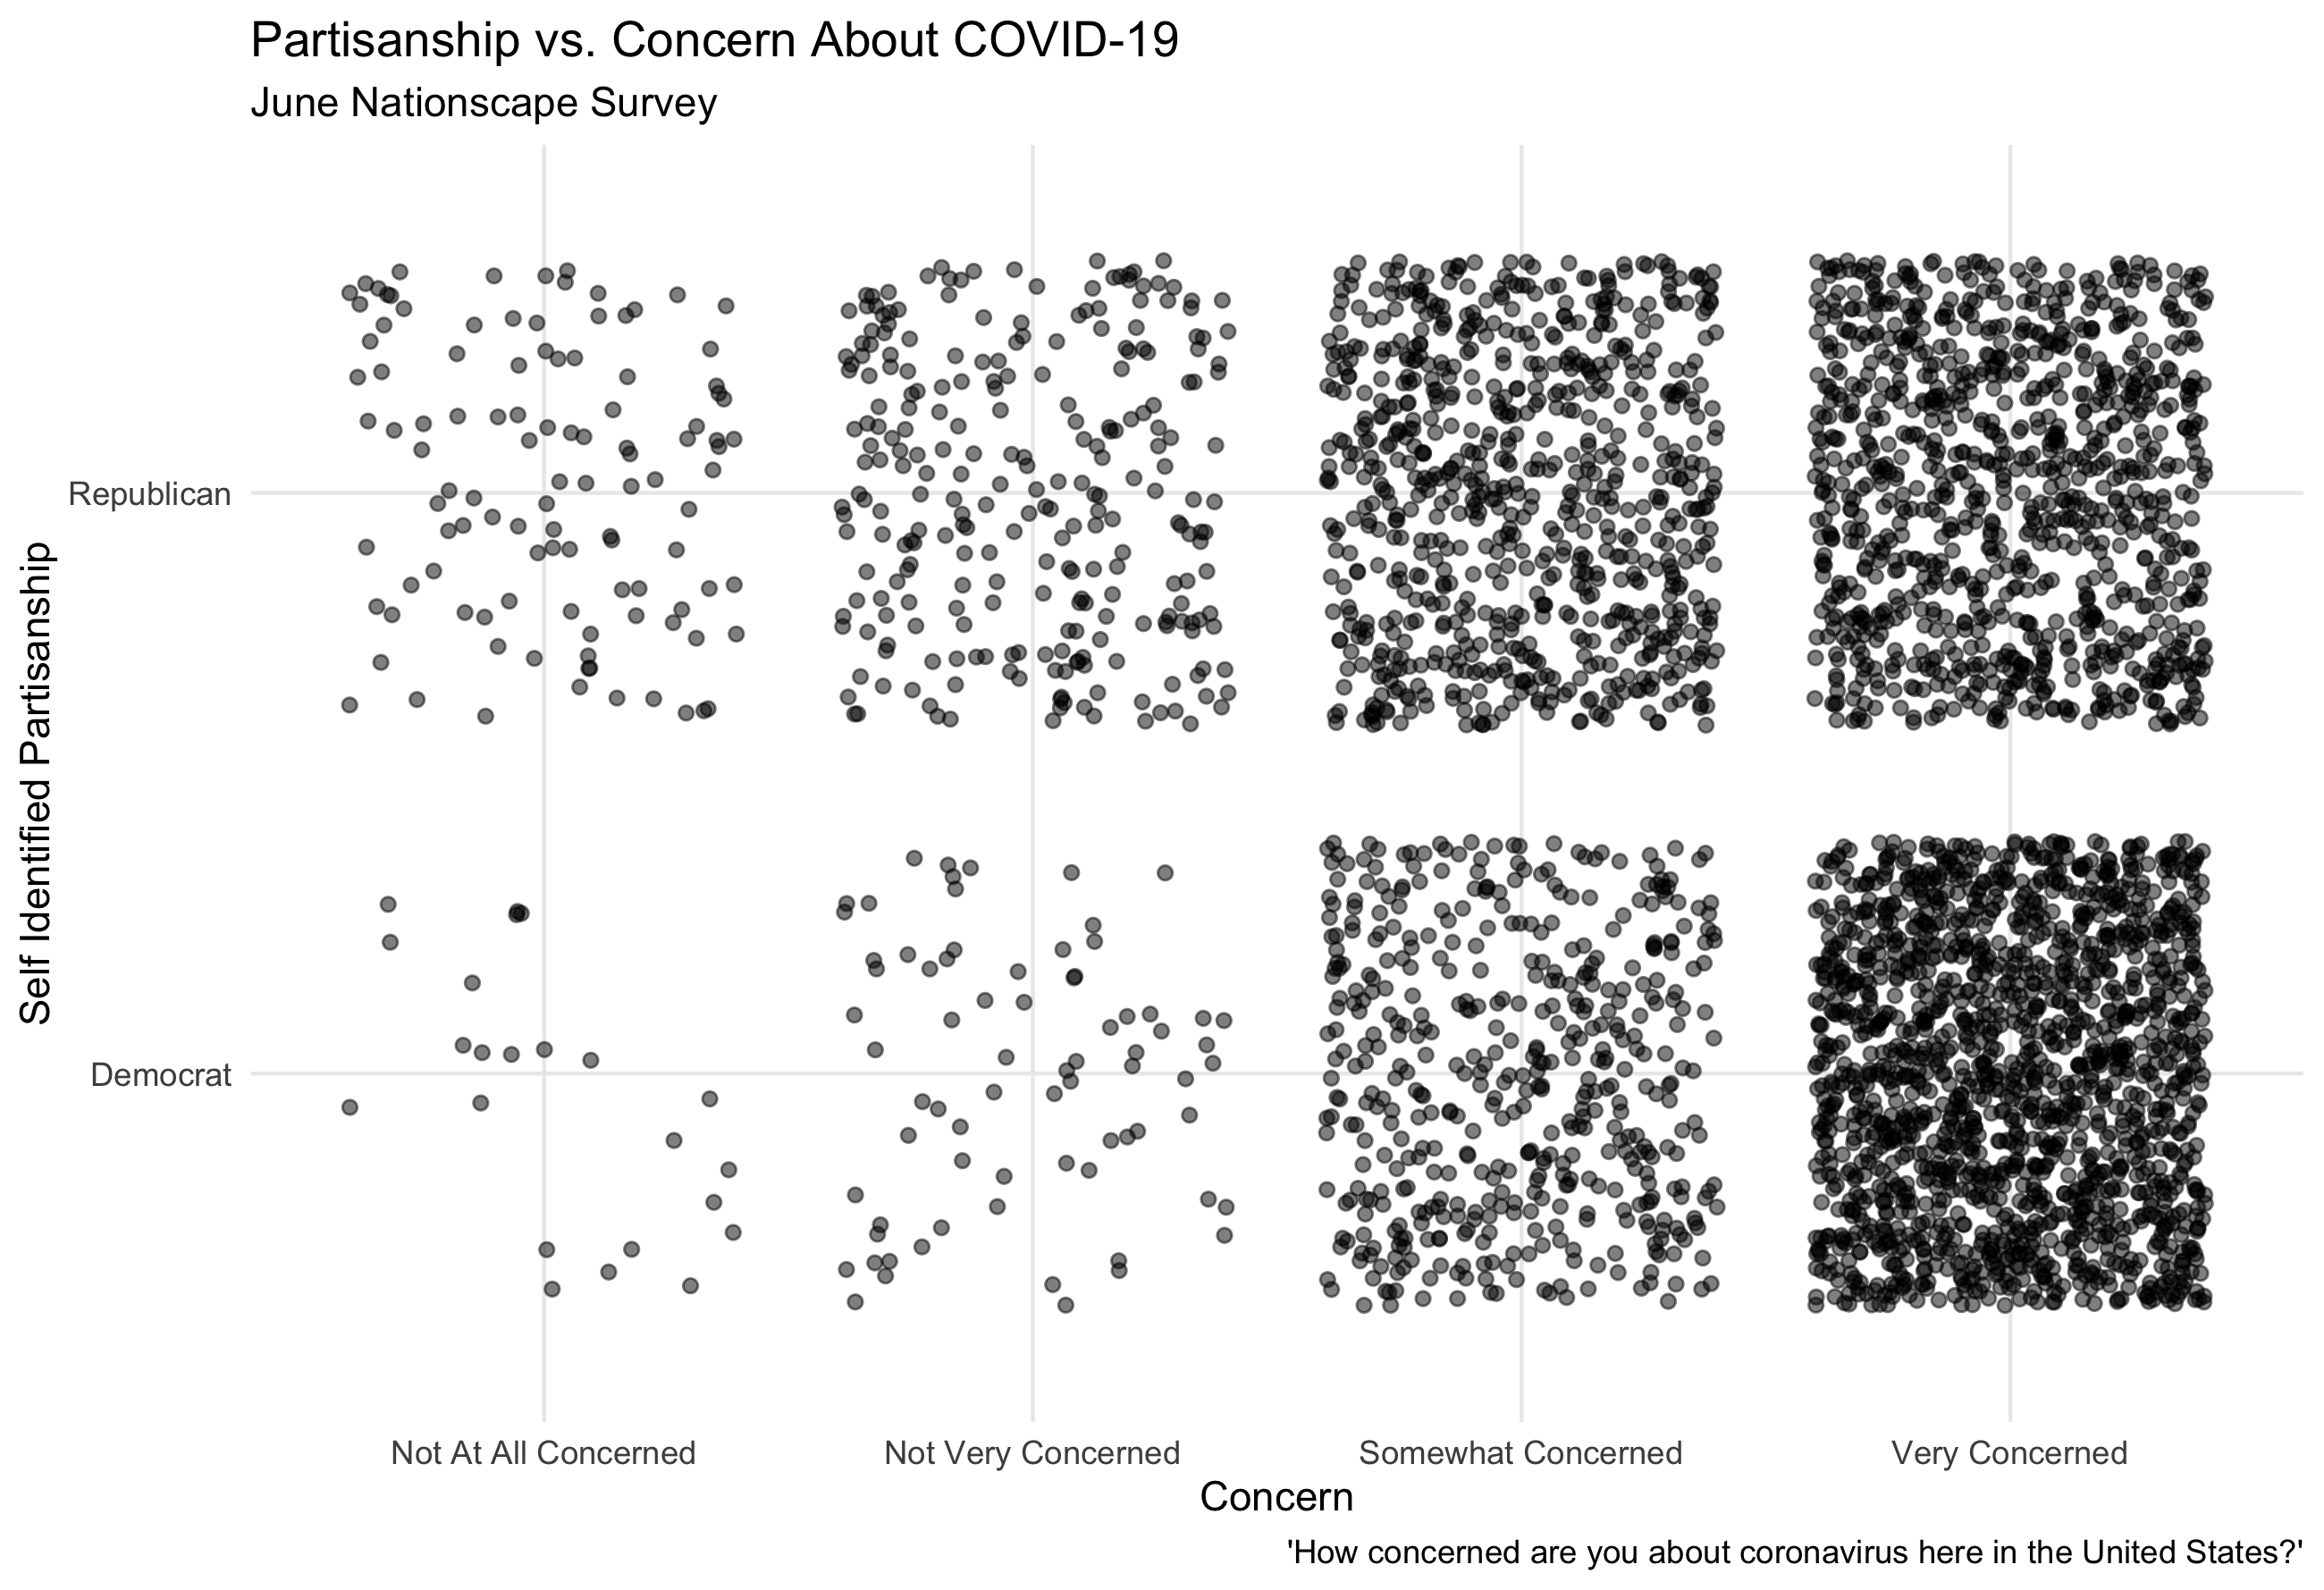 Partisanship vs. Concern About COVID-19
June Nationscape Survey
Self Identified Partisanship
Republican
Democrat
Not At All Concerned
Not Very Concerned
Somewhat Concerned
Very Concerned
Concern
'How concerned are you about coronavirus here in the United States?'